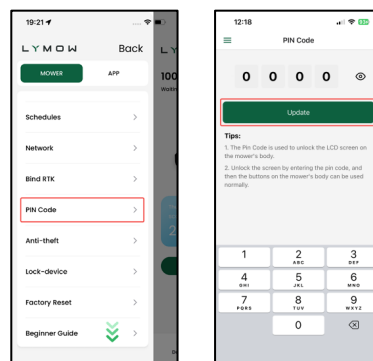 19:21
LYMOW
Back
MOWER
APP
Schedules
Network
Bind RTK
PIN Code
Anti-theft
Lock-device
Factory Reset
Beginner Guide
LY
100
Waitin
2
12:18
PIN Code
0 0 0 0
Update
Tips:
1. The Pin Code is used to unlock the LCD screen on
the mower's body.
2. Unlock the screen by entering the pin code, and
then the buttons on the mower's body can be used
normally.
1
2 ABC
3 DEF
4 GHI
5 JKL
6 MNO
7 PQRS
8 TUV
9 WXYZ
0